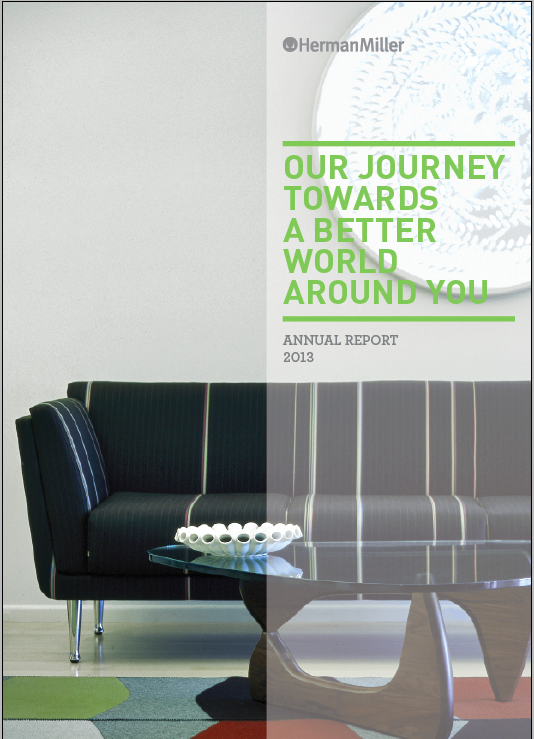 HermanMiller
OUR JOURNEY
TOWARDS
A BETTER
WORLD
AROUND YOU
ANNUAL REPORT
2013